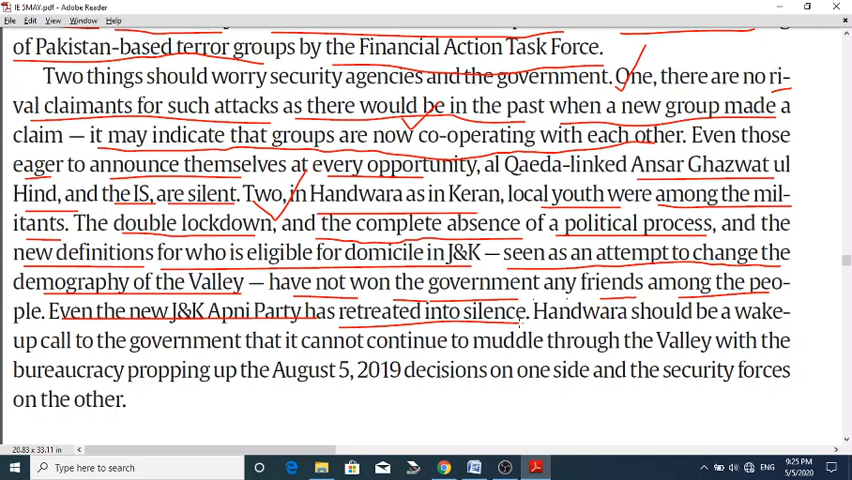 IE 5MAY.pdf - Adobe Reader
File Edit View Window Help
of Pakistan-based terror groups by the Financial Action Task Force.
Two things should worry security agencies and the government. One, there are no ri-
val claimants for such attacks as there would be in the past when a new group made a
claim — it may indicate that groups are now co-operating with each other. Even those
eager to announce themselves at every opportunity, al Qaeda-linked Ansar Ghazwat ul
Hind, and the IS, are silent. Two, in Handwara as in Keran, local youth were among the mil-
itants. The double lockdown, and the complete absence of a political process, and the
new definitions for who is eligible for domicile in J&K — seen as an attempt to change the
demography of the Valley — have not won the government any friends among the peo-
ple. Even the new J&K Apni Party has retreated into silence. Handwara should be a wake-
up call to the government that it cannot continue to muddle through the Valley with the
bureaucracy propping up the August 5, 2019 decisions on one side and the security forces
on the other.
20.83 x 33.11 in
Type here to search
ENG
9:25 PM
5/5/2020